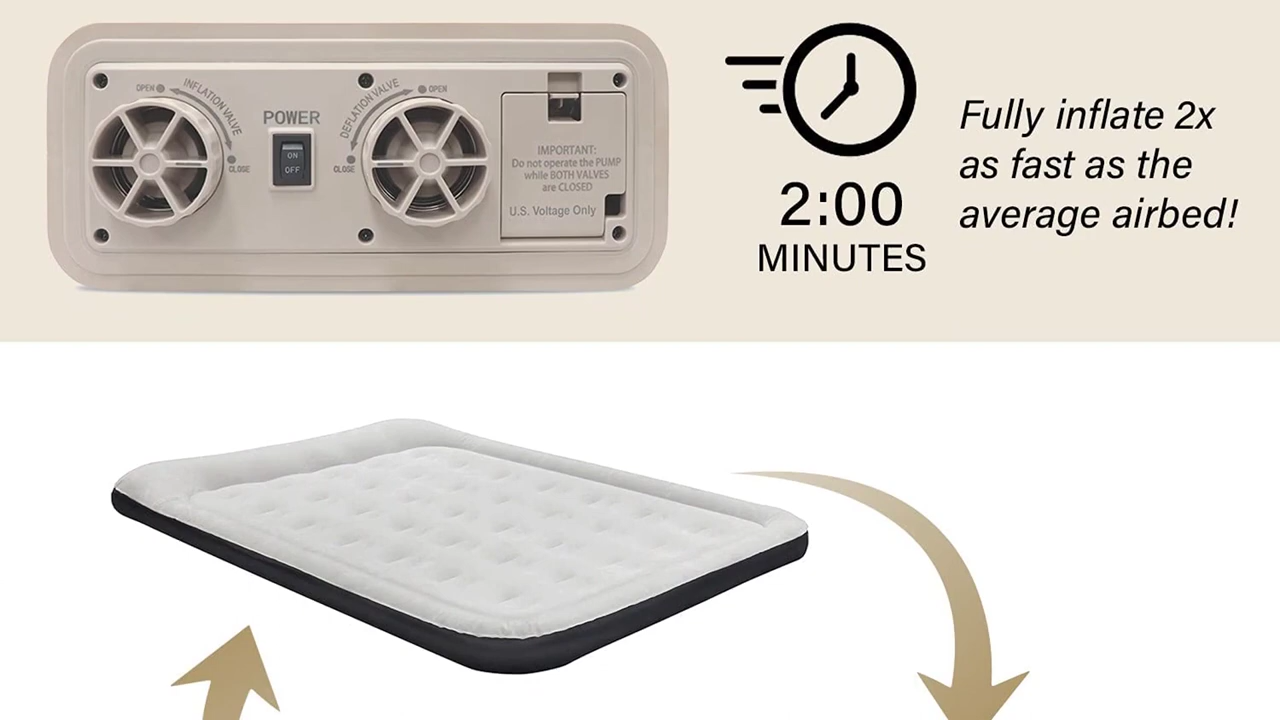 OPEN
INFLATION VALVE
CLOSE
POWER
ON
OFF
DEFLATION VALVE
OPEN
CLOSE
IMPORTANT:
Do not operate the PUMP
while BOTH VALVES
are CLOSED
U.S. Voltage Only
2:00
MINUTES
Fully inflate 2x
as fast as the
average airbed!